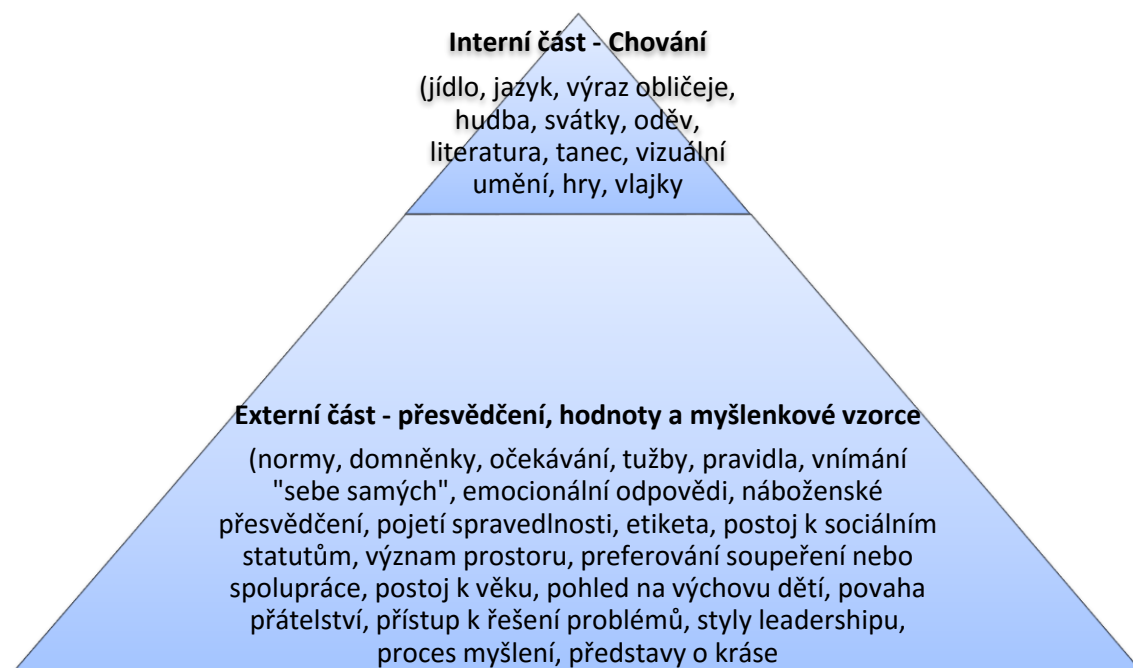 Interní část - Chování
(jídlo, jazyk, výraz obličeje,
hudba, svátky, oděv,
literatura, tanec, vizuální
umění, hry, vlajky
Externí část - přesvědčení, hodnoty a myšlenkové vzorce
(normy, domněnky, očekávání, tužby, pravidla, vnímání
"sebe samých", emocionální odpovědi, náboženské
přesvědčení, pojetí spravedlnosti, etiketa, postoj k sociálním
statutům, význam prostoru, preferování soupeření nebo
spolupráce, postoj k věku, pohled na výchovu dětí, povaha
přátelství, přístup k řešení problémů, styly leadershipu,
proces myšlení, představy o kráse